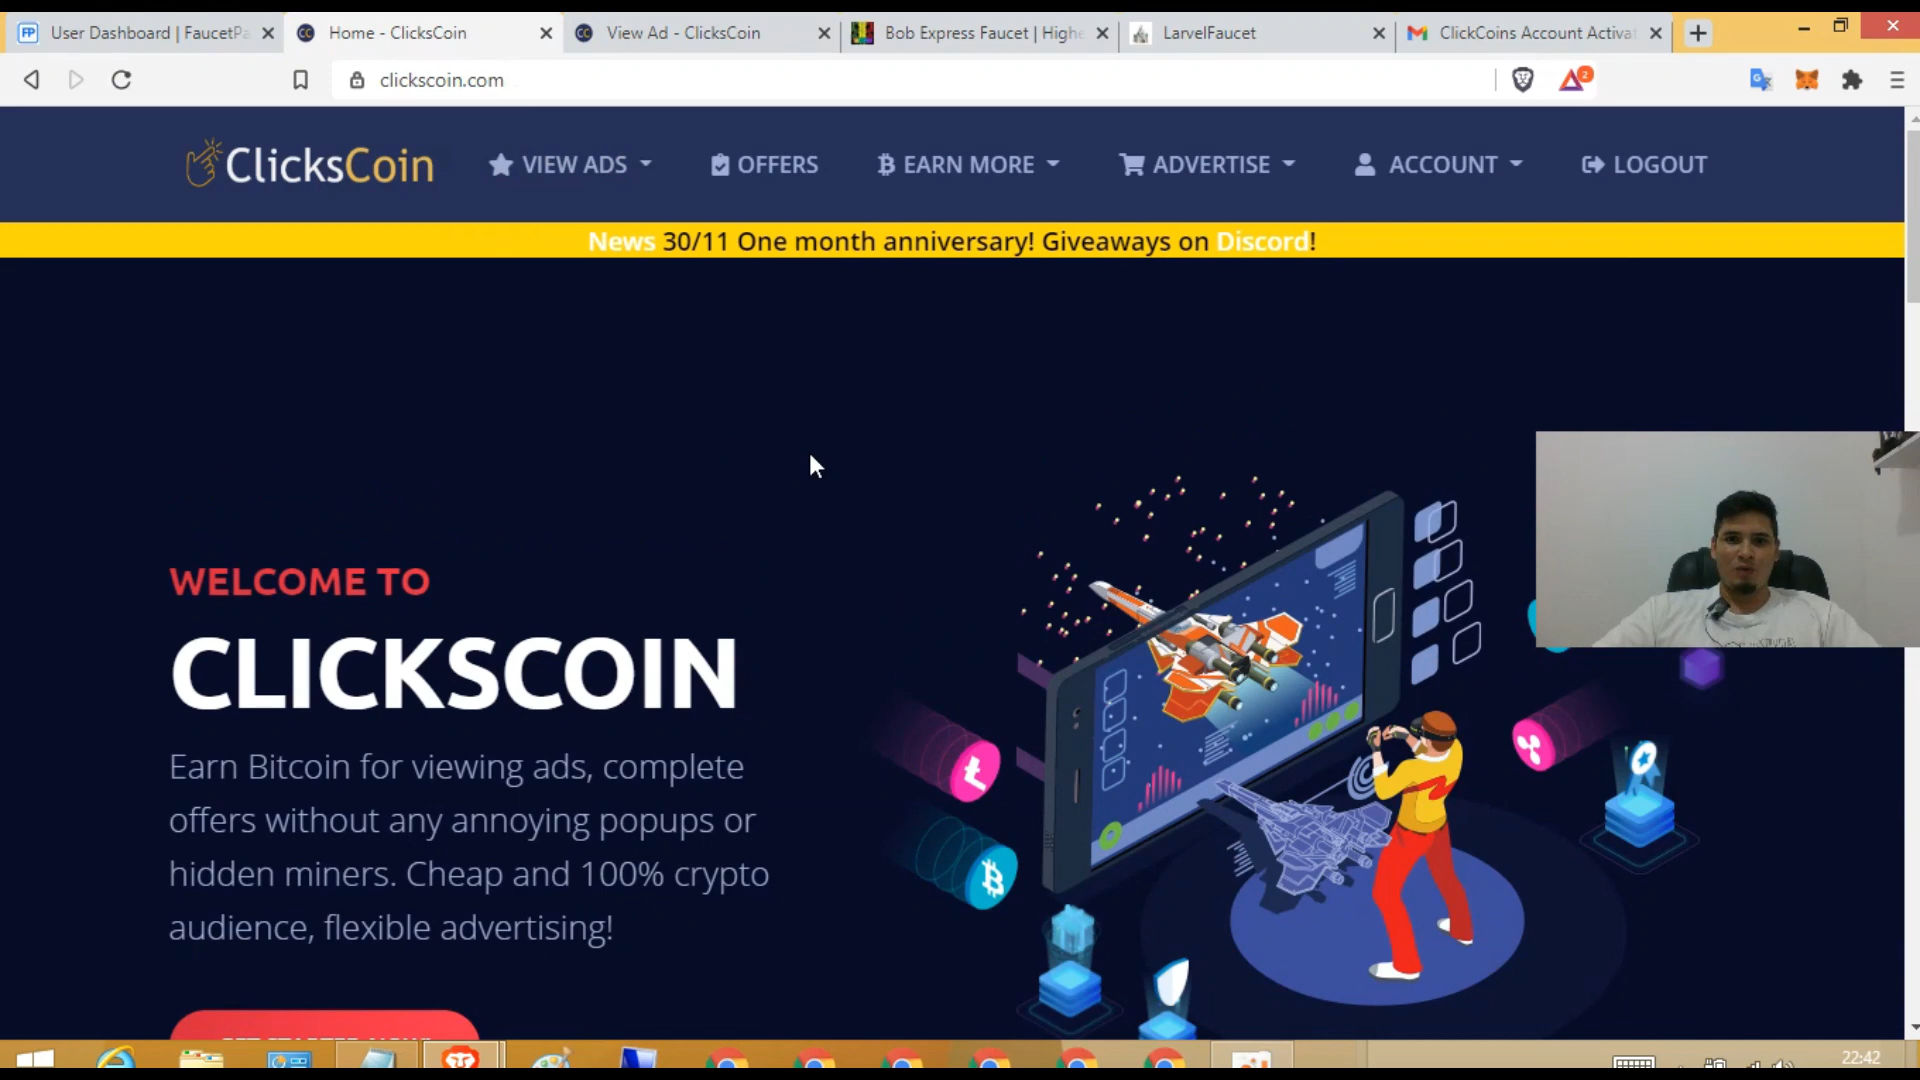 User Dashboard | FaucetPa
Home - ClicksCoin
View Ad - ClicksCoin
Bob Express Faucet | Highe
LarvelFaucet
ClickCoins Account Activa
clickscoin.com
2
ClicksCoin
VIEW ADS
OFFERS
EARN MORE
ADVERTISE
ACCOUNT
LOGOUT
News 30/11 One month anniversary! Giveaways on Discord!
WELCOME TO
CLICKSCOIN
Earn Bitcoin for viewing ads, complete
offers without any annoying popups or
hidden miners. Cheap and 100% crypto
audience, flexible advertising!
22:42